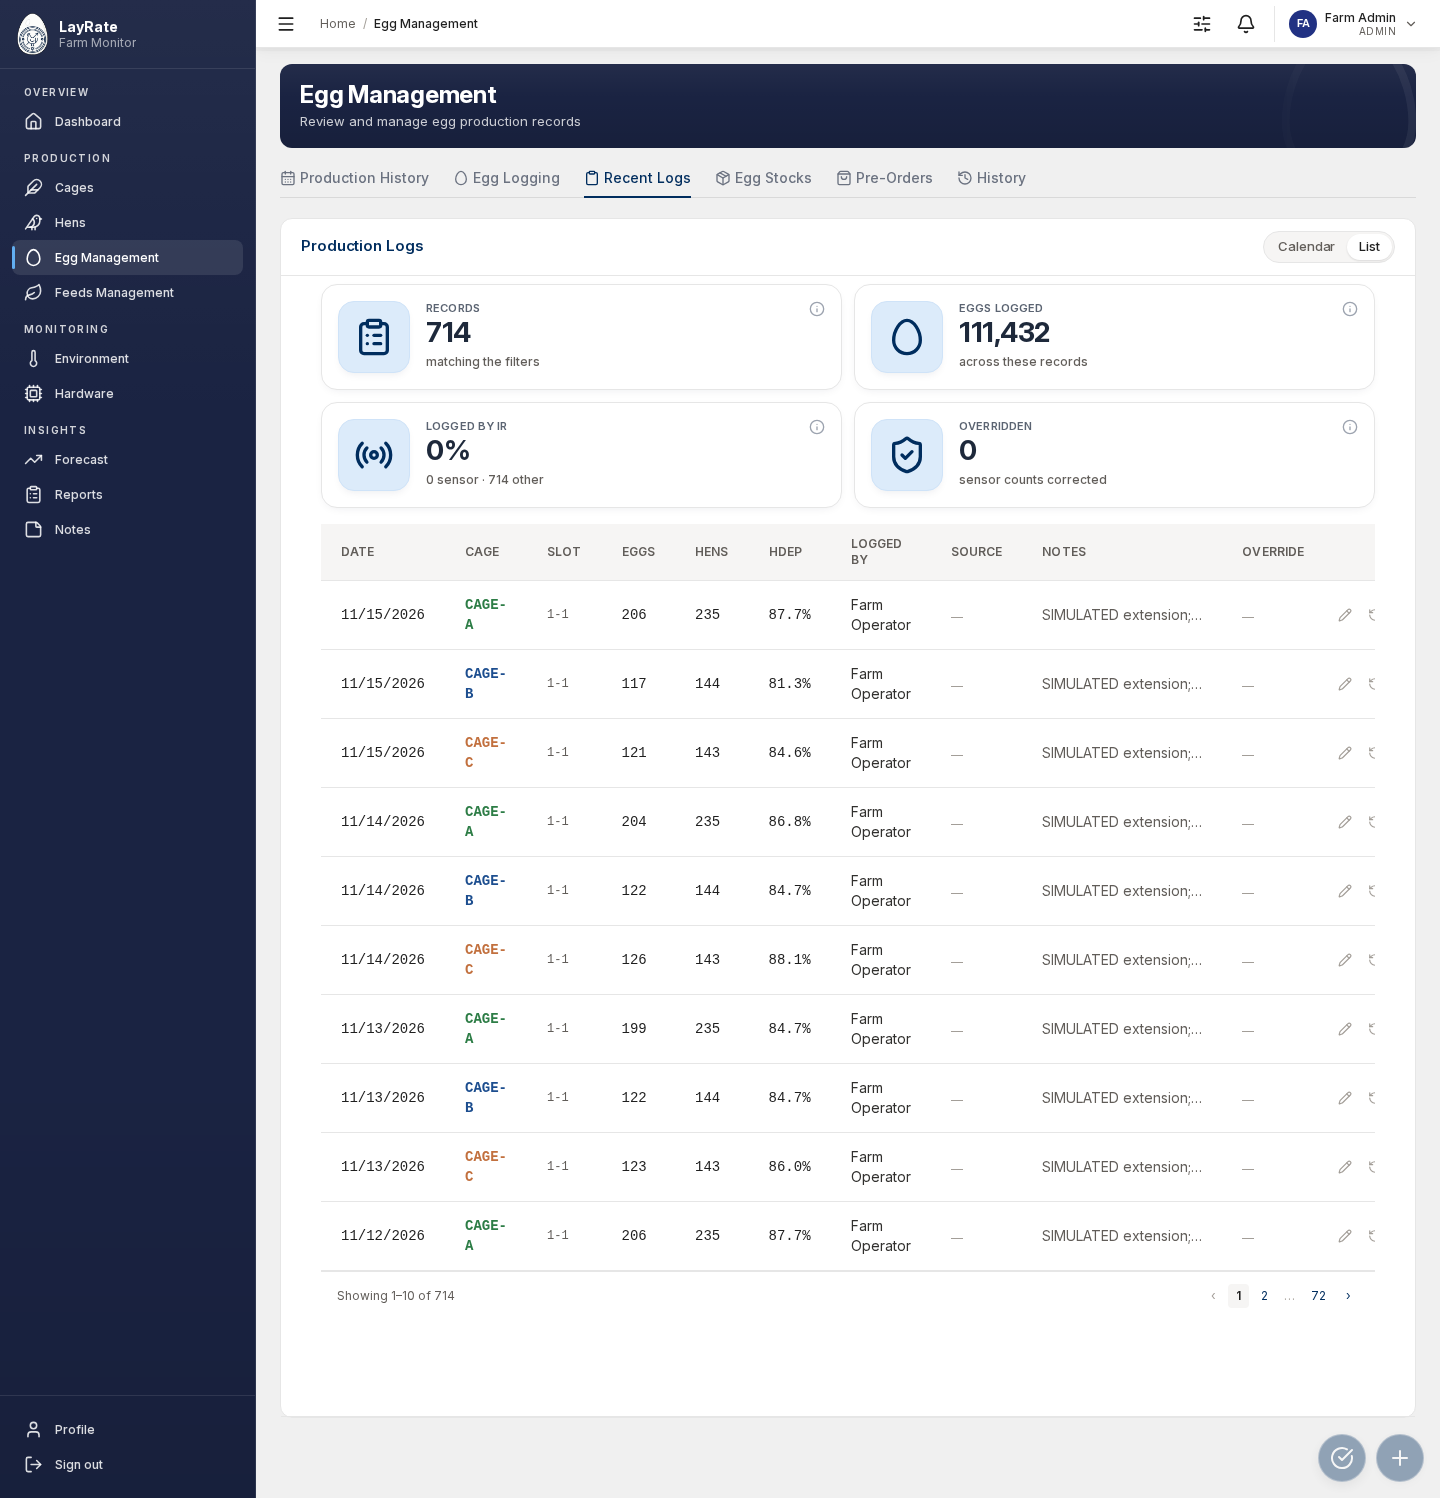 LayRate
Farm Monitor
OVERVIEW
Dashboard
PRODUCTION
Cages
Hens
Egg Management
Feeds Management
MONITORING
Environment
Hardware
INSIGHTS
Forecast
Reports
Notes
Profile
Sign out
Home / Egg Management
FA
Farm Admin
ADMIN
Egg Management
Review and manage egg production records
Production History
Egg Logging
Recent Logs
Egg Stocks
Pre-Orders
History
Production Logs
Calendar
List
RECORDS
714
matching the filters
EGGS LOGGED
111,432
across these records
LOGGED BY IR
0%
0 sensor · 714 other
OVERRIDDEN
0
sensor counts corrected
DATE CAGE SLOT EGGS HENS HDEP LOGGED BY SOURCE NOTES OVERRIDE
11/15/2026 CAGE-A 1-1 206 235 87.7% Farm Operator — SIMULATED extension;... —
11/15/2026 CAGE-B 1-1 117 144 81.3% Farm Operator — SIMULATED extension;... —
11/15/2026 CAGE-C 1-1 121 143 84.6% Farm Operator — SIMULATED extension;... —
11/14/2026 CAGE-A 1-1 204 235 86.8% Farm Operator — SIMULATED extension;... —
11/14/2026 CAGE-B 1-1 122 144 84.7% Farm Operator — SIMULATED extension;... —
11/14/2026 CAGE-C 1-1 126 143 88.1% Farm Operator — SIMULATED extension;... —
11/13/2026 CAGE-A 1-1 199 235 84.7% Farm Operator — SIMULATED extension;... —
11/13/2026 CAGE-B 1-1 122 144 84.7% Farm Operator — SIMULATED extension;... —
11/13/2026 CAGE-C 1-1 123 143 86.0% Farm Operator — SIMULATED extension;... —
11/12/2026 CAGE-A 1-1 206 235 87.7% Farm Operator — SIMULATED extension;... —
Showing 1–10 of 714
‹ 1 2 ... 72 ›